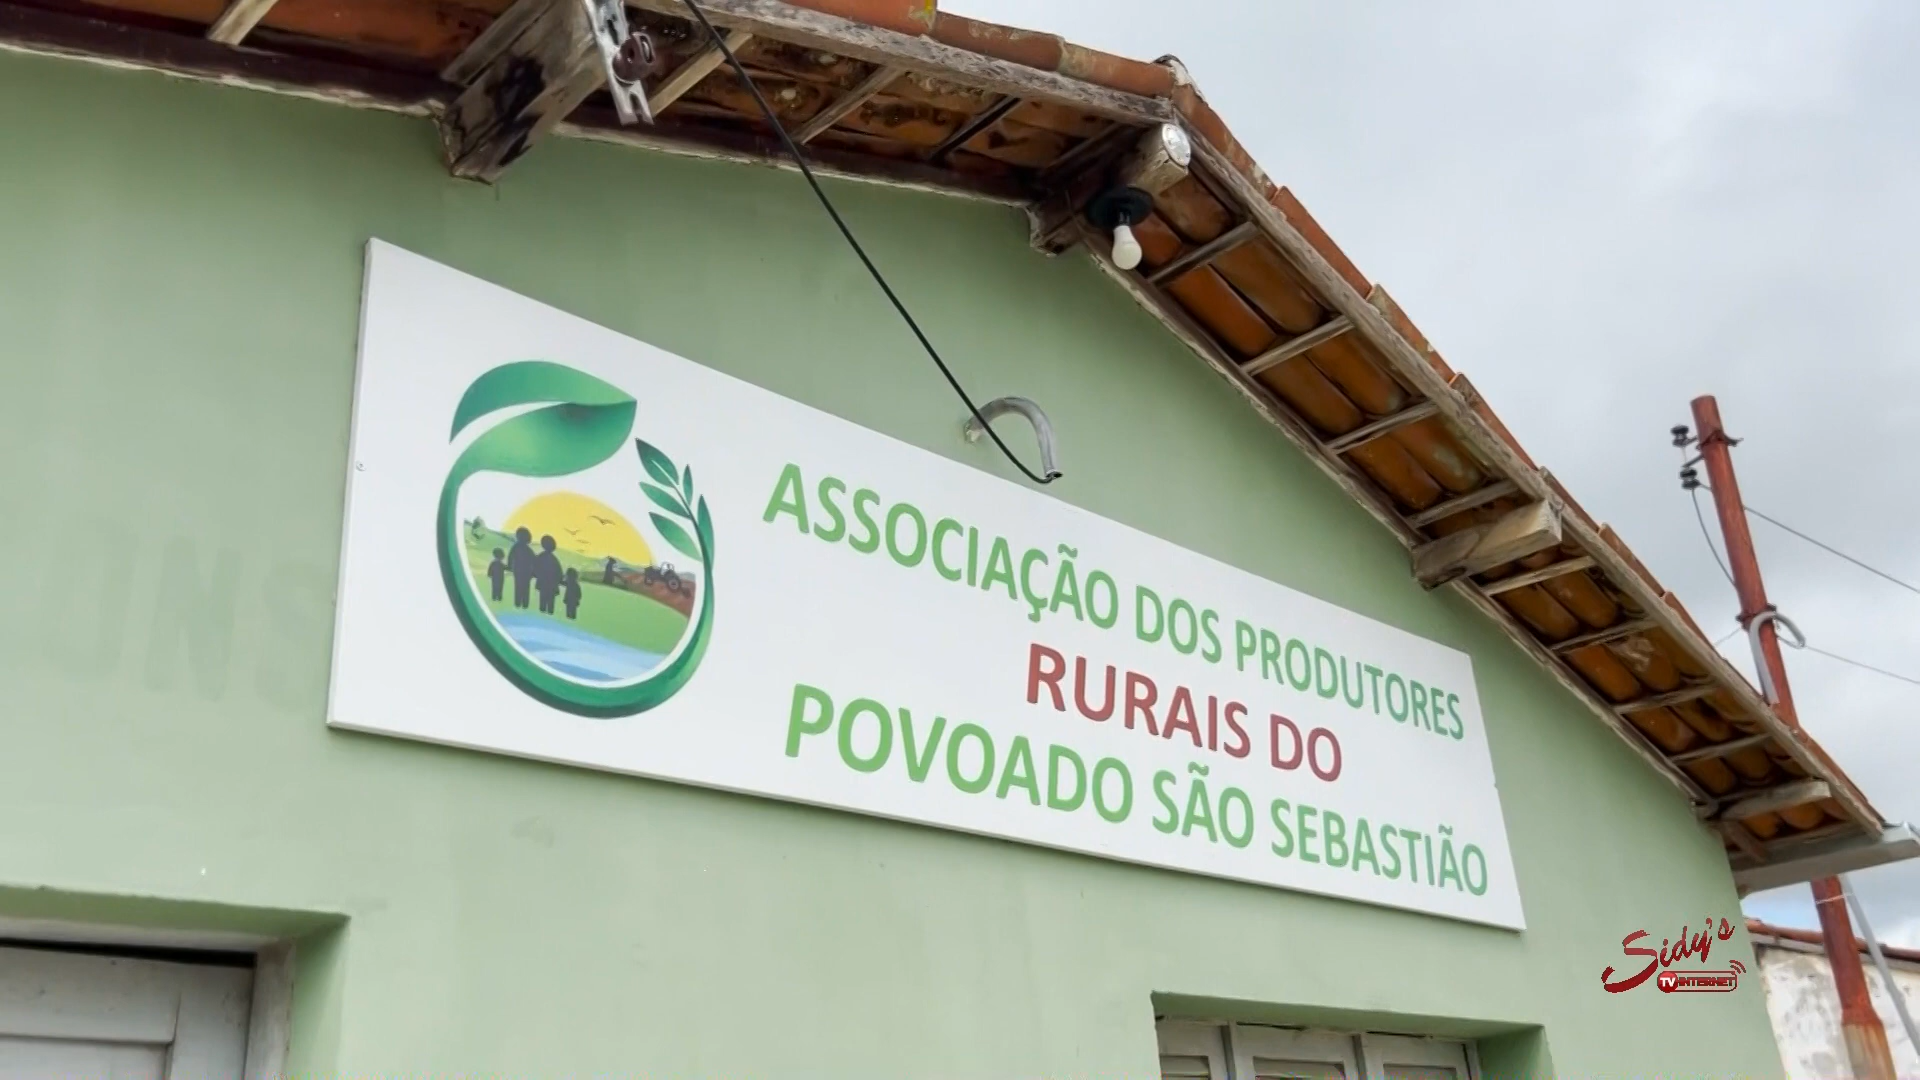 ASSOCIAÇÃO DOS PRODUTORES
RURAIS DO
POVOADO SÃO SEBASTIÃO
Sidy's
TV INTERNET